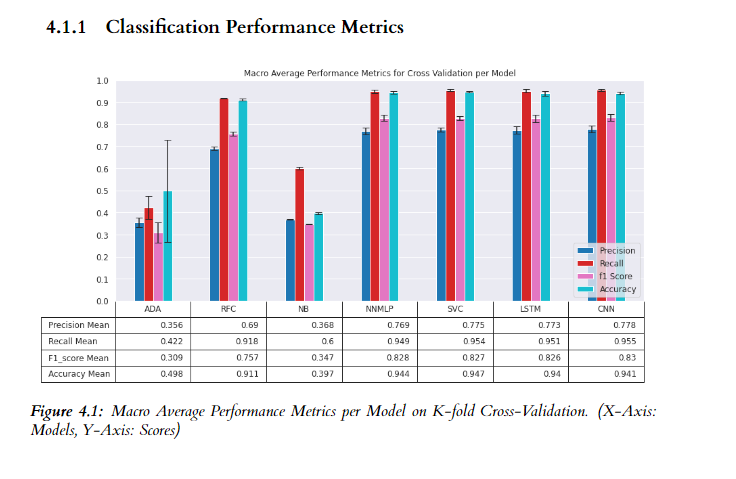 4.1.1 Classification Performance Metrics
Macro Average Performance Metrics for Cross Validation per Model
1.0
0.9
0.8
0.7
0.6
0.5
0.4
0.3
0.2
0.1
0.0
Precision
Recall
f1 Score
Accuracy
ADA RFC NB NNMLP SVC LSTM CNN
Precision Mean 0.356 0.69 0.368 0.769 0.775 0.773 0.778
Recall Mean 0.422 0.918 0.6 0.949 0.954 0.951 0.955
F1_score Mean 0.309 0.757 0.347 0.828 0.827 0.826 0.83
Accuracy Mean 0.498 0.911 0.397 0.944 0.947 0.94 0.941
Figure 4.1: Macro Average Performance Metrics per Model on K-fold Cross-Validation. (X-Axis:
Models, Y-Axis: Scores)